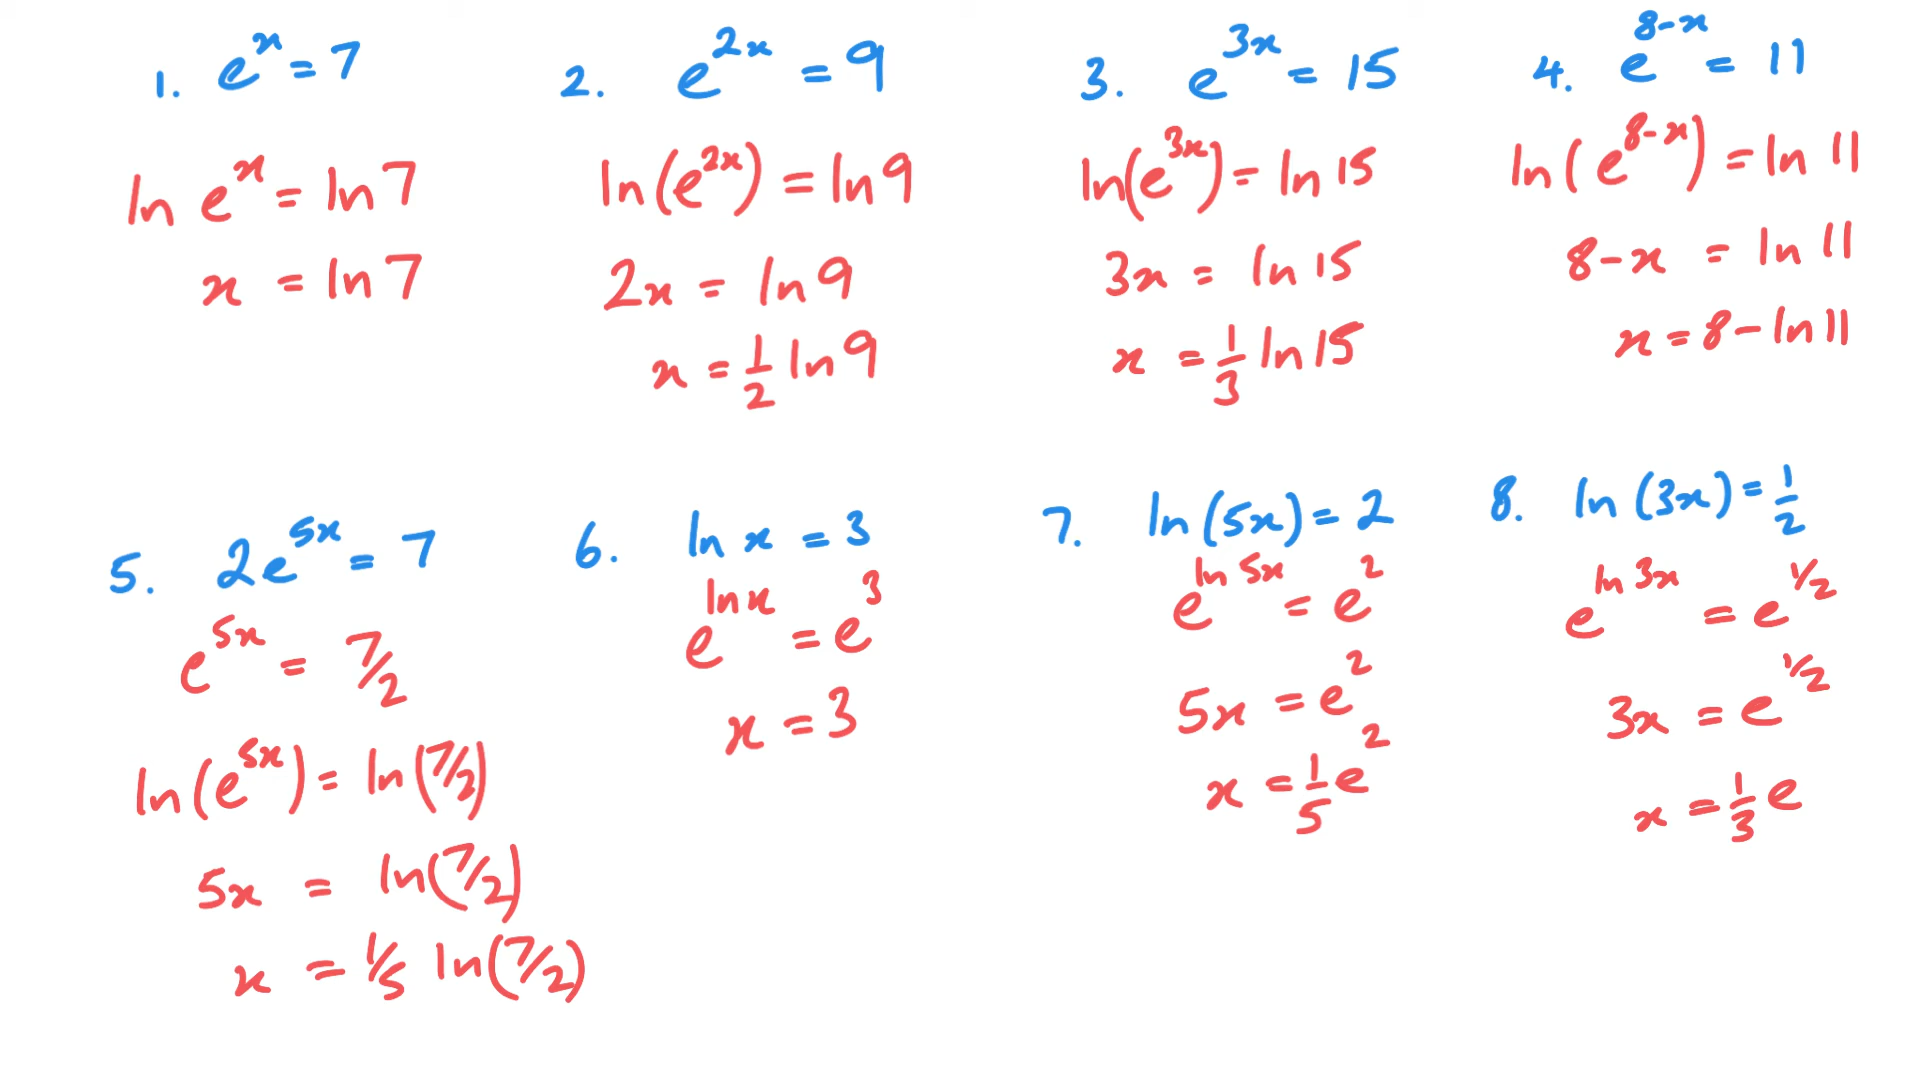 1. e^x = 7
ln e^x = ln 7
x = ln 7
2. e^{2x} = 9
ln(e^{2x}) = ln 9
2x = ln 9
x = 1/2 ln 9
3. e^{3x} = 15
ln(e^{3x}) = ln 15
3x = ln 15
x = 1/3 ln 15
4. e^{8-x} = 11
ln(e^{8-x}) = ln 11
8-x = ln 11
x = 8 - ln 11
5. 2e^{5x} = 7
e^{5x} = 7/2
ln(e^{5x}) = ln(7/2)
5x = ln(7/2)
x = 1/5 ln(7/2)
6. ln x = 3
e^{ln x} = e^3
x = 3
7. ln(5x) = 2
e^{ln 5x} = e^2
5x = e^2
x = 1/5 e^2
8. ln(3x) = 1/2
e^{ln 3x} = e^{1/2}
3x = e^{1/2}
x = 1/3 e